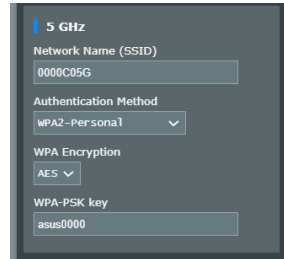 5 GHz
Network Name (SSID)
0000C05G
Authentication Method
WPA2-Personal
WPA Encryption
AES
WPA-PSK key
asus0000